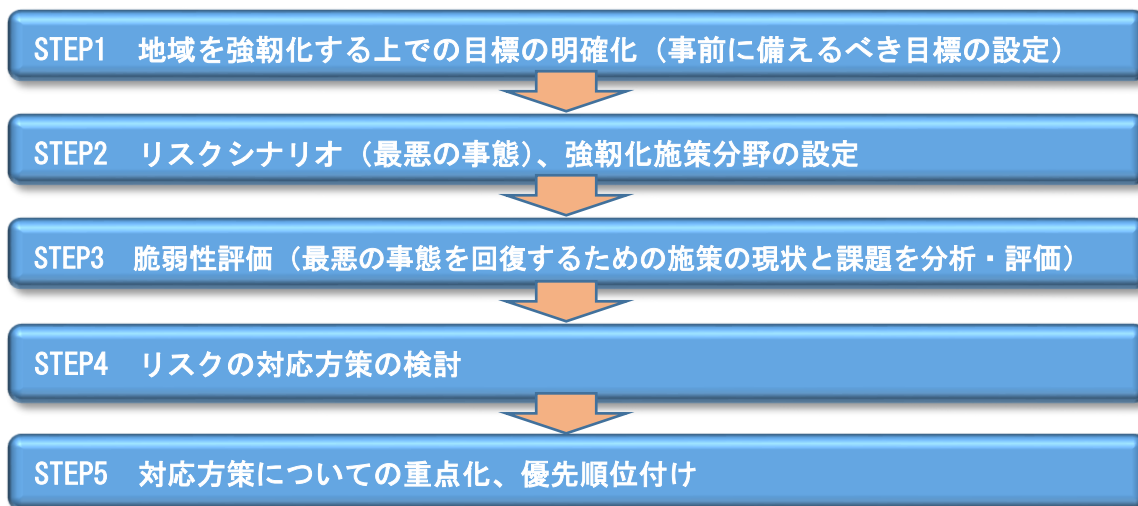 STEP1 地域を強靭化する上での目標の明確化（事前に備えるべき目標の設定）
STEP2 リスクシナリオ（最悪の事態）、強靭化施策分野の設定
STEP3 脆弱性評価（最悪の事態を回復するための施策の現状と課題を分析・評価）
STEP4 リスクの対応方策の検討
STEP5 対応方策についての重点化、優先順位付け